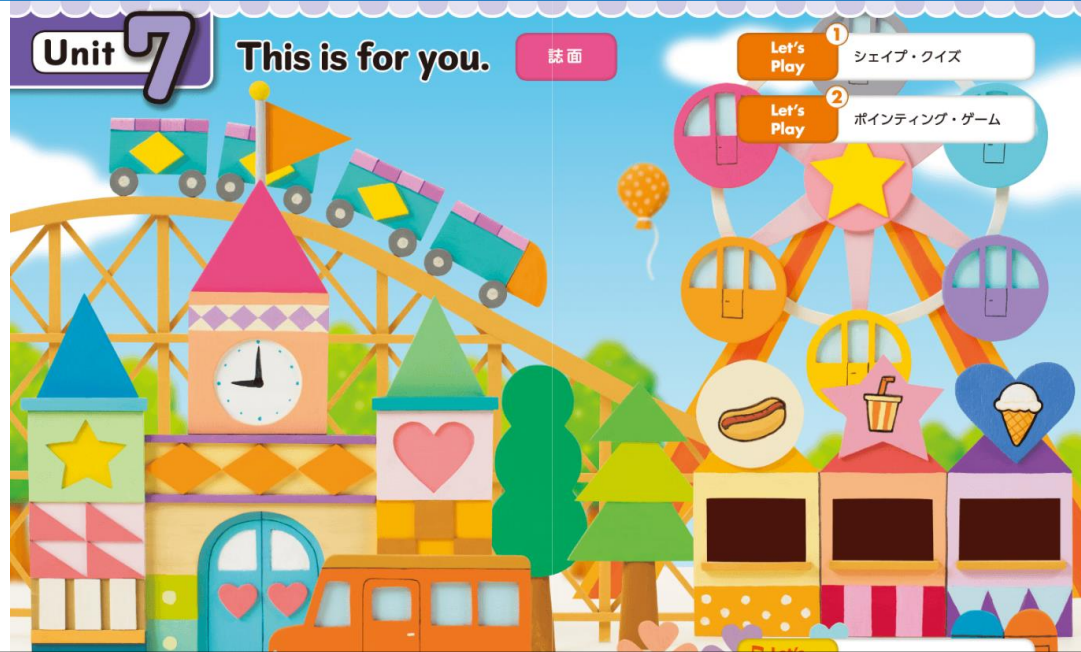 Unit 7
This is for you.
誌面
Let's Play
1
シェイプ・クイズ
Let's Play
2
ポインティング・ゲーム
Let's